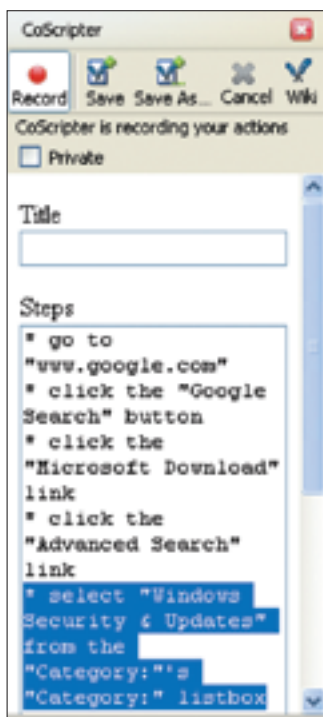 CoScripter
Record Save Save As... Cancel Wiki
CoScripter is recording your actions
Private
Title
Steps
* go to
"www.google.com"
* click the "Google
Search" button
* click the
"Microsoft Download"
link
* click the
"Advanced Search"
link
* select "Windows
Security & Updates"
from the
"Category:"'s
"Category:" listbox